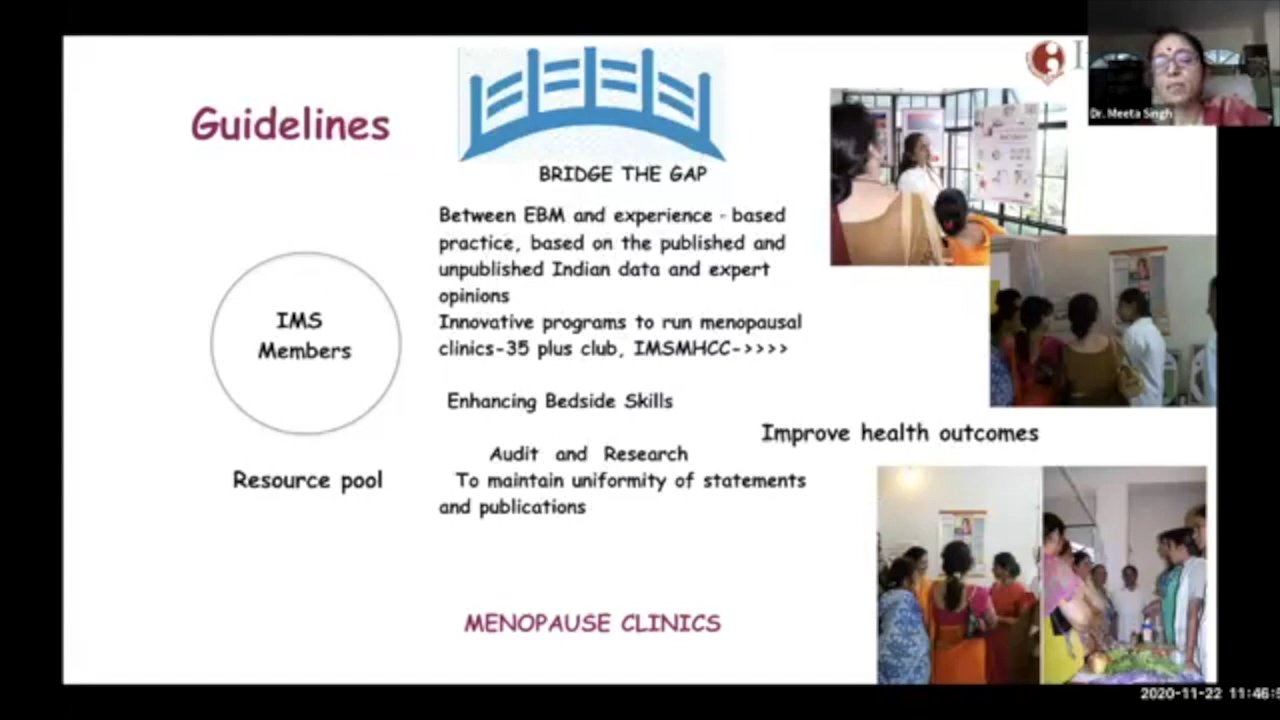 Guidelines
BRIDGE THE GAP
Between EBM and experience - based
practice, based on the published and
unpublished Indian data and expert
opinions
Innovative programs to run menopausal
clinics-35 plus club, IMSMHCC->>>>
Enhancing Bedside Skills
Audit and Research
To maintain uniformity of statements
and publications
IMS
Members
Resource pool
Improve health outcomes
MENOPAUSE CLINICS
I
Dr. Meeta Singh
2020-11-22 11:46:5